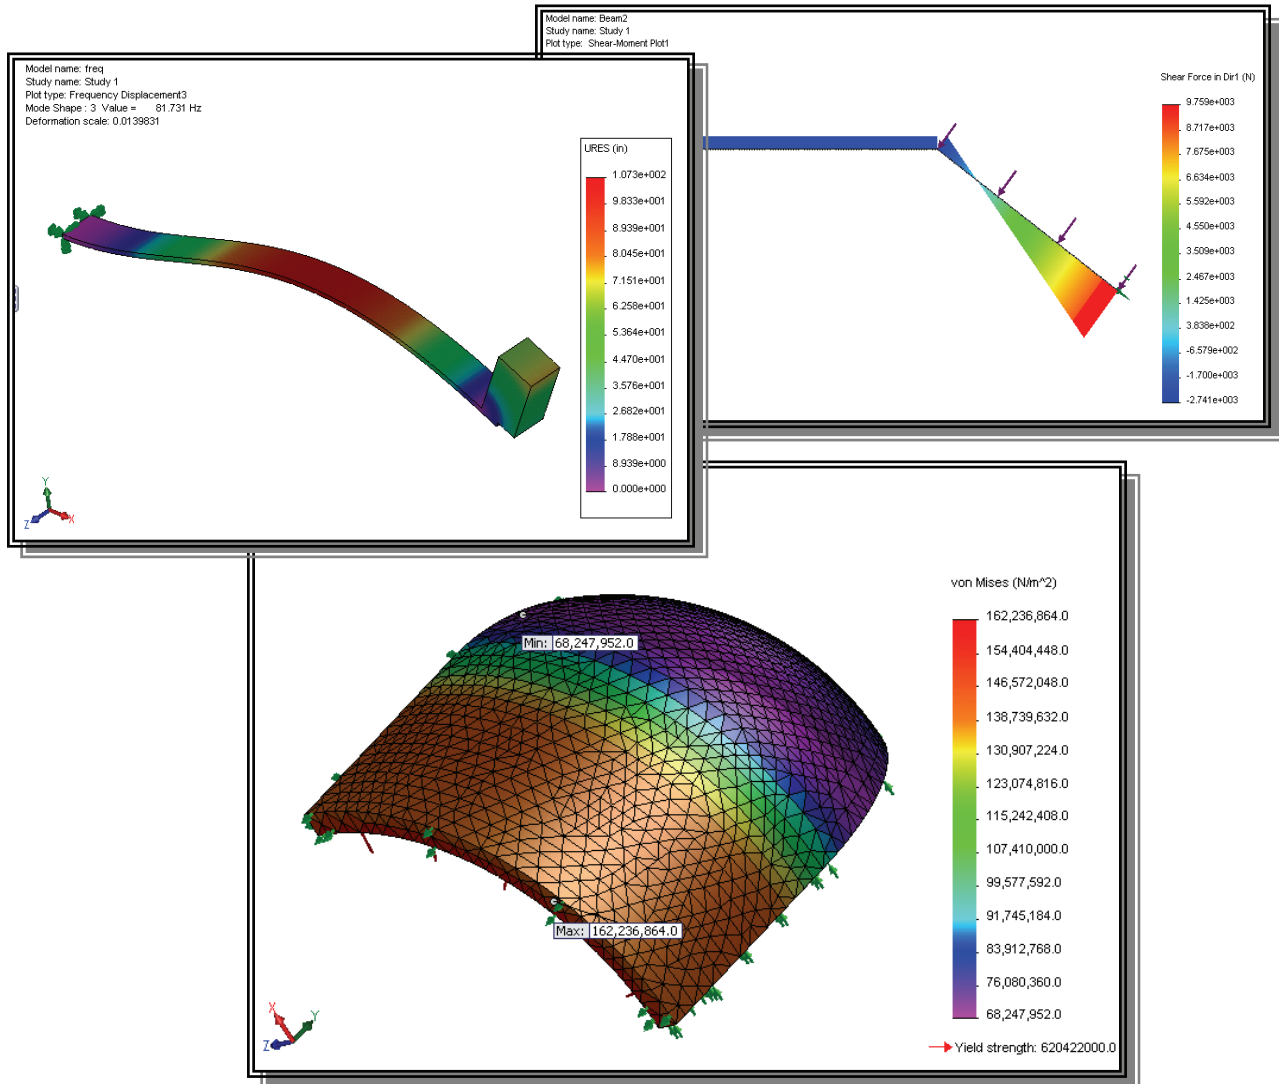 Model name: Beam2
Study name: Study 1
Plot type: Shear-Moment Plot1
Shear Force in Dir1 (N)
9.759e+003
8.717e+003
7.675e+003
6.634e+003
5.592e+003
4.550e+003
3.509e+003
2.467e+003
1.425e+003
3.838e+002
-6.579e+002
-1.700e+003
-2.741e+003
Model name: freq
Study name: Study 1
Plot type: Frequency Displacement3
Mode Shape : 3 Value = 81.731 Hz
Deformation scale: 0.0139831
URES (in)
1.073e+002
9.833e+001
8.939e+001
8.045e+001
7.151e+001
6.258e+001
5.364e+001
4.470e+001
3.576e+001
2.682e+001
1.788e+001
8.939e+000
0.000e+000
Y
Z
X
von Mises (N/m^2)
162,236,864.0
154,404,448.0
146,572,048.0
138,739,632.0
130,907,224.0
123,074,816.0
115,242,408.0
107,410,000.0
99,577,592.0
91,745,184.0
83,912,768.0
76,080,360.0
68,247,952.0
Yield strength: 620422000.0
Min: 68,247,952.0
Max: 162,236,864.0
X
Y
Z